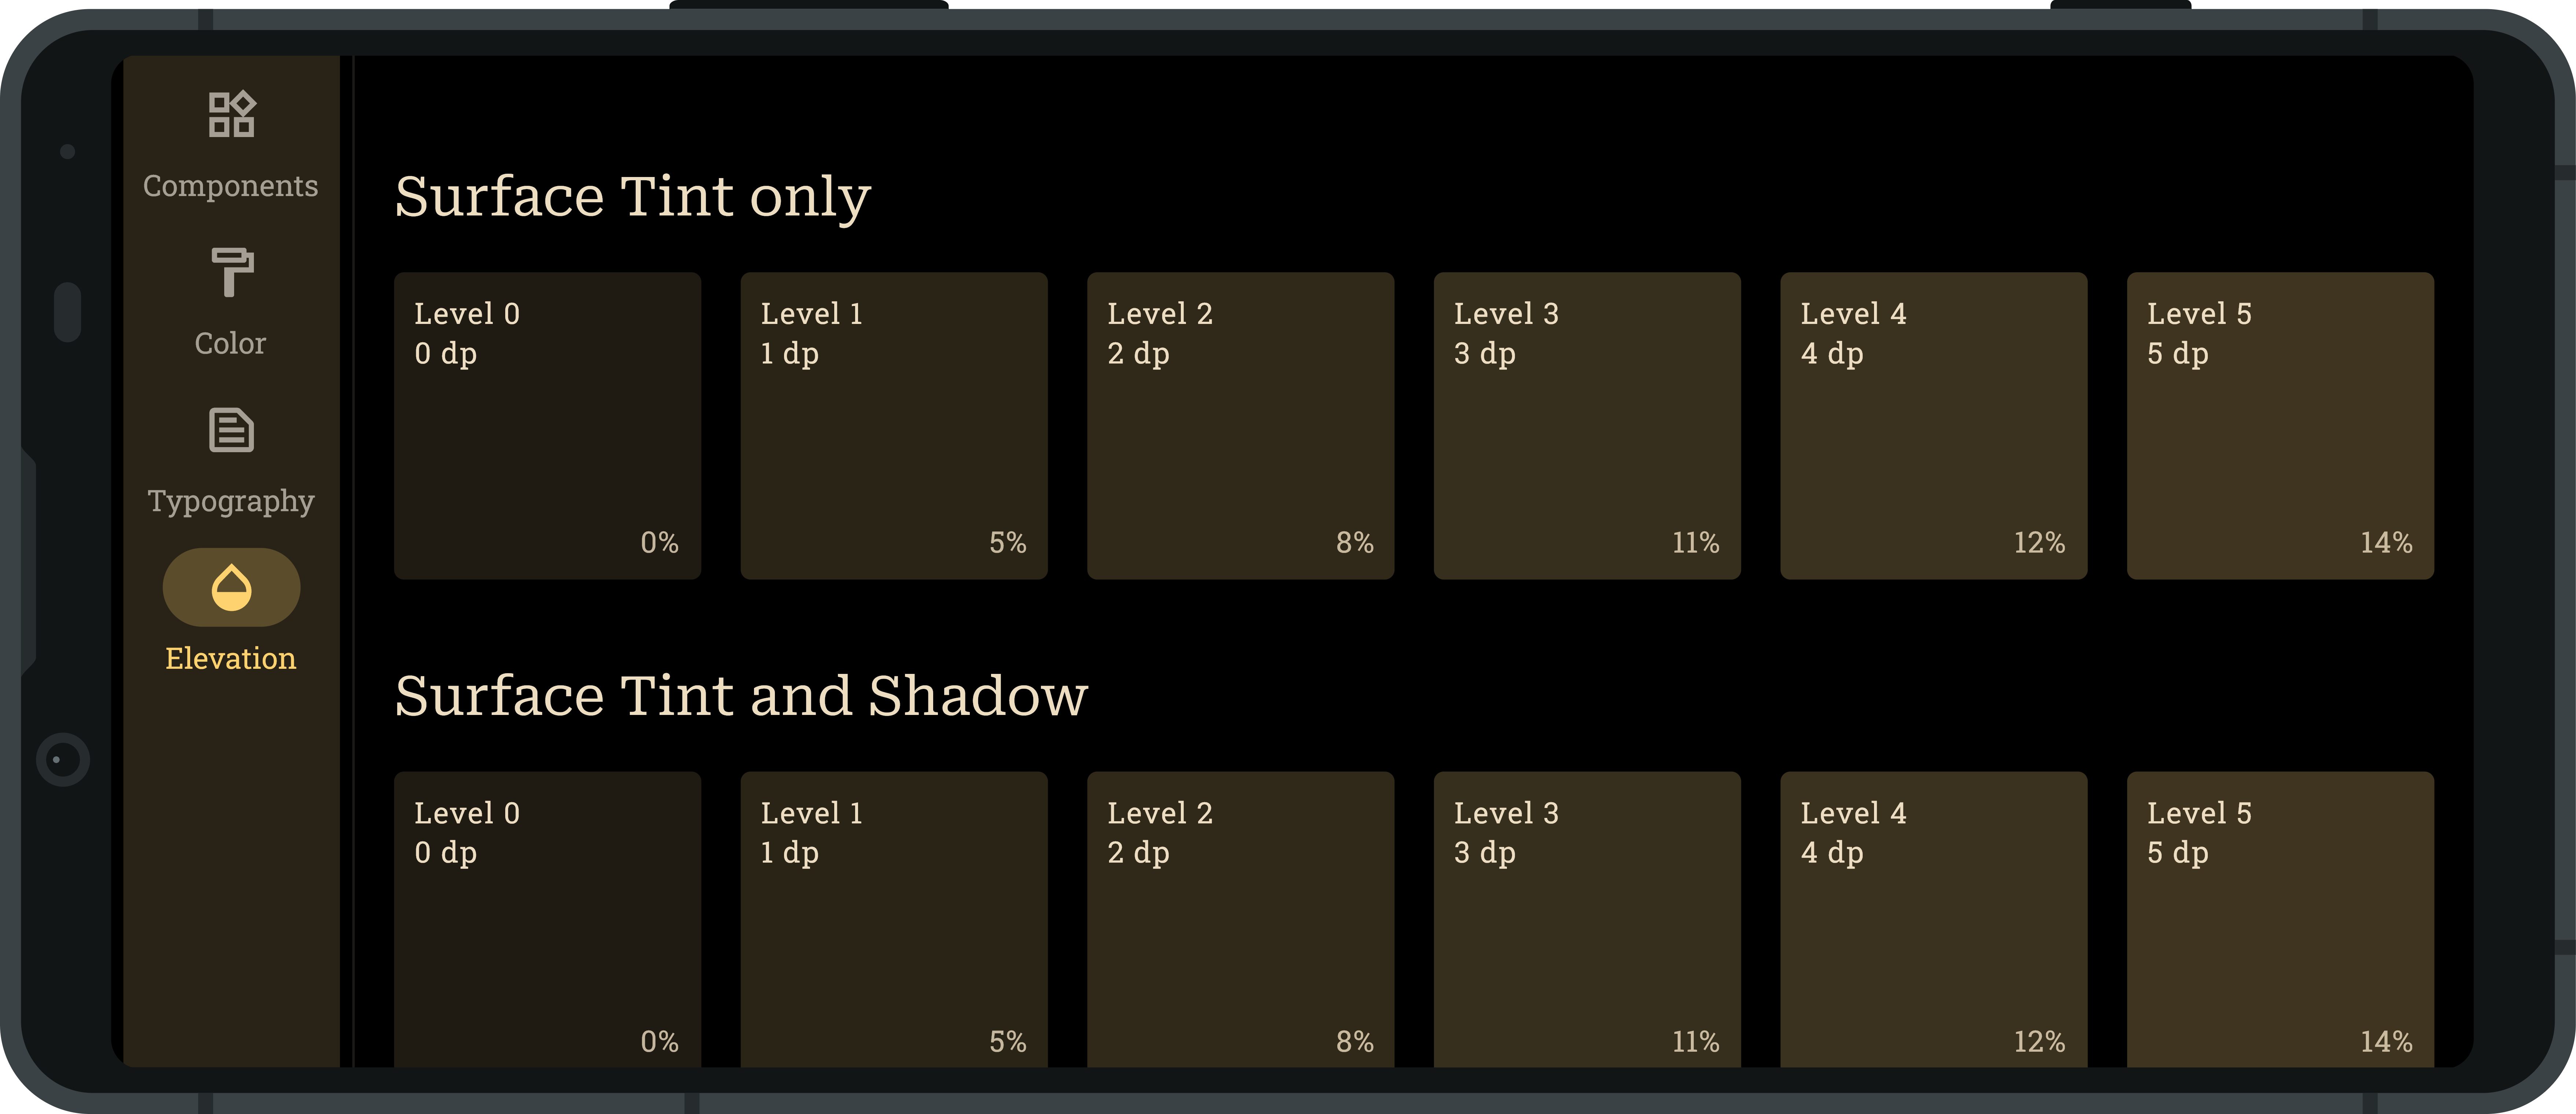 Components
Color
Typography
Elevation
Surface Tint only
Level 0
0 dp
0%
Level 1
1 dp
5%
Level 2
2 dp
8%
Level 3
3 dp
11%
Level 4
4 dp
12%
Level 5
5 dp
14%
Surface Tint and Shadow
Level 0
0 dp
0%
Level 1
1 dp
5%
Level 2
2 dp
8%
Level 3
3 dp
11%
Level 4
4 dp
12%
Level 5
5 dp
14%